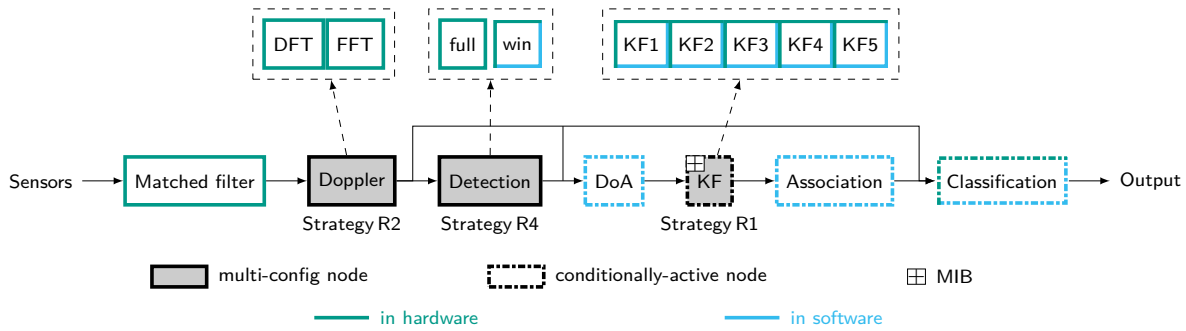 DFT FFT full win KF1 KF2 KF3 KF4 KF5
Sensors Matched filter Doppler Detection DoA KF Association Classification Output
Strategy R2 Strategy R4 Strategy R1
multi-config node conditionally-active node MIB
in hardware in software